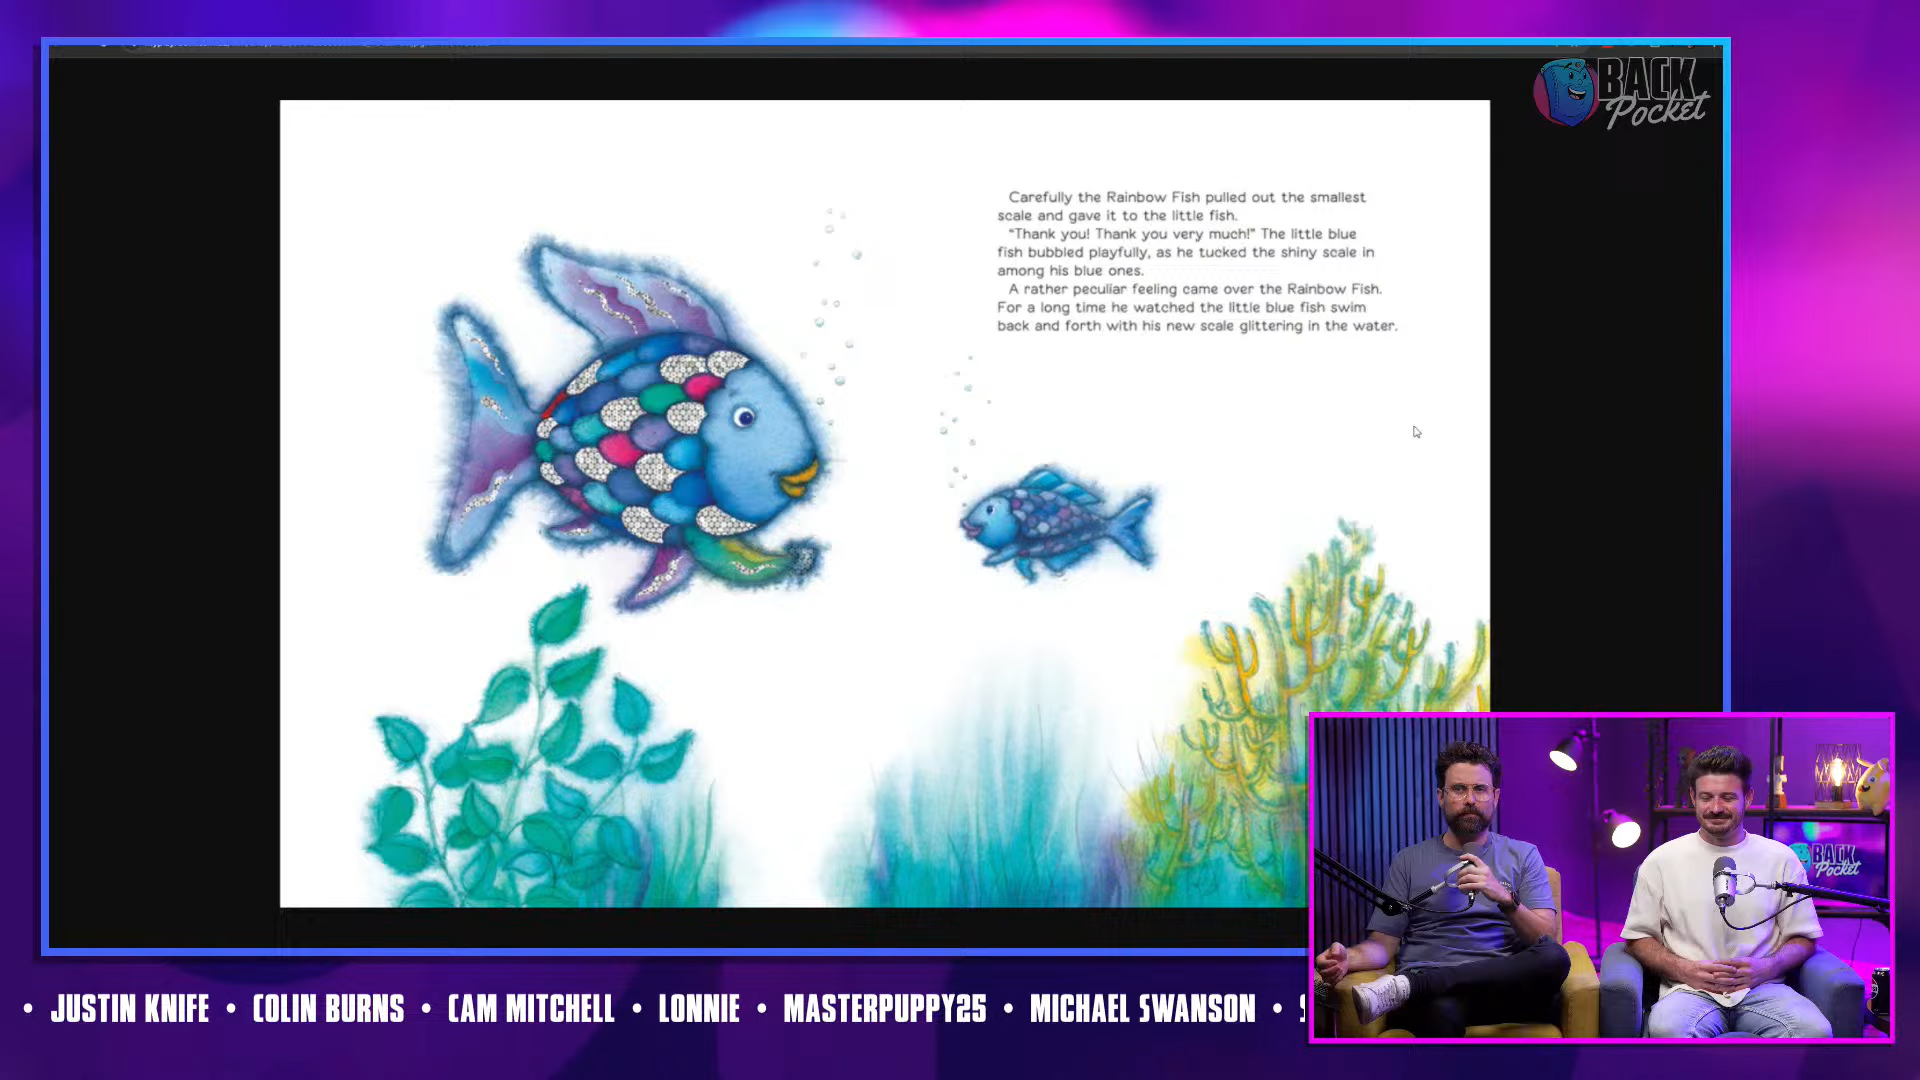 BACK
Pocket
Carefully the Rainbow Fish pulled out the smallest
scale and gave it to the little fish.
"Thank you! Thank you very much!" The little blue
fish bubbled playfully, as he tucked the shiny scale in
among his blue ones.
A rather peculiar feeling came over the Rainbow Fish.
For a long time he watched the little blue fish swim
back and forth with his new scale glittering in the water.
BACK
Pocket
• JUSTIN KNIFE • COLIN BURNS • CAM MITCHELL • LONNIE • MASTERPUPPY25 • MICHAEL SWANSON •